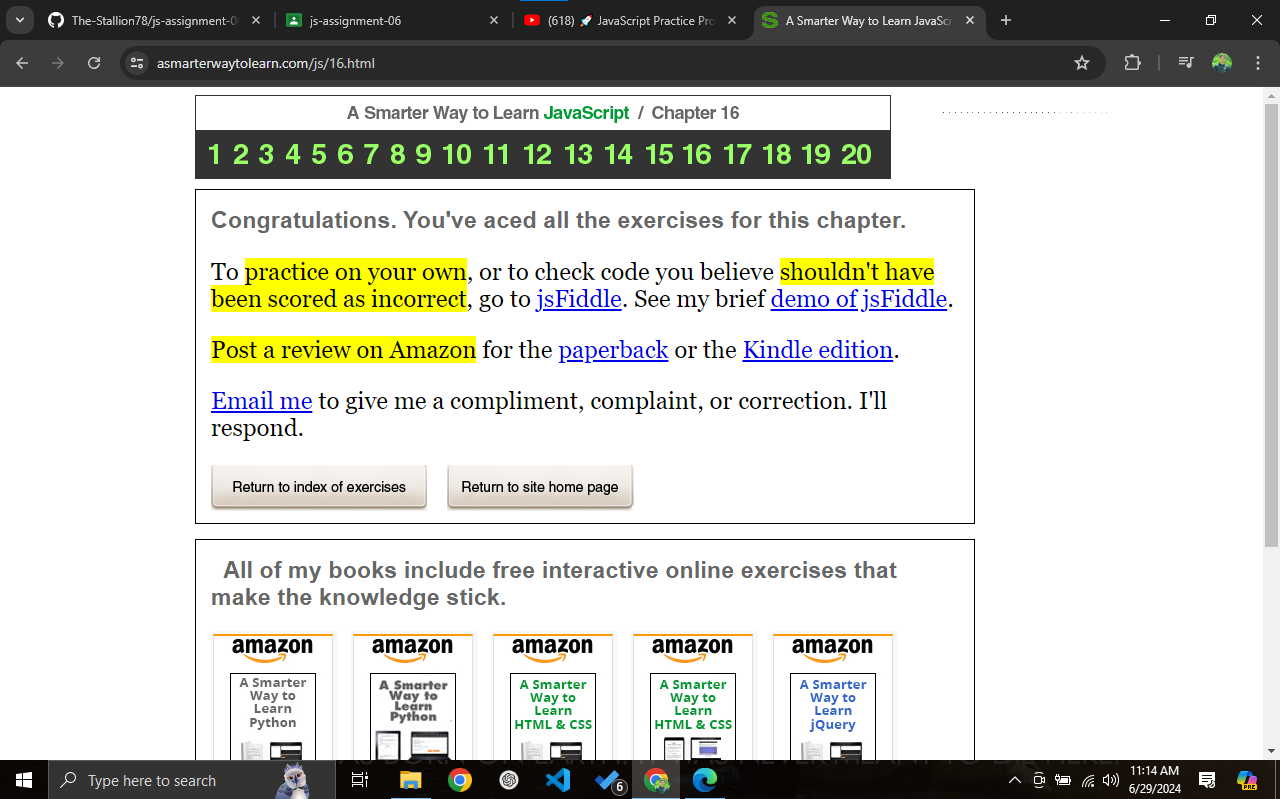 The-Stallion78/js-assignment-0
js-assignment-06
(618) 🚀 JavaScript Practice Pro
A Smarter Way to Learn JavaScr
asmarterwaytolearn.com/js/16.html
A Smarter Way to Learn JavaScript / Chapter 16
1 2 3 4 5 6 7 8 9 10 11 12 13 14 15 16 17 18 19 20
Congratulations. You've aced all the exercises for this chapter.
To practice on your own, or to check code you believe shouldn't have
been scored as incorrect, go to jsFiddle. See my brief demo of jsFiddle.
Post a review on Amazon for the paperback or the Kindle edition.
Email me to give me a compliment, complaint, or correction. I'll
respond.
Return to index of exercises
Return to site home page
All of my books include free interactive online exercises that
make the knowledge stick.
amazon amazon amazon amazon amazon
A Smarter
Way to
Learn
Python
A Smarter
Way to
Learn
Python
A Smarter
Way to
Learn
HTML & CSS
A Smarter
Way to
Learn
HTML & CSS
A Smarter
Way to
Learn
jQuery
Type here to search
6
11:14 AM
6/29/2024
PRE